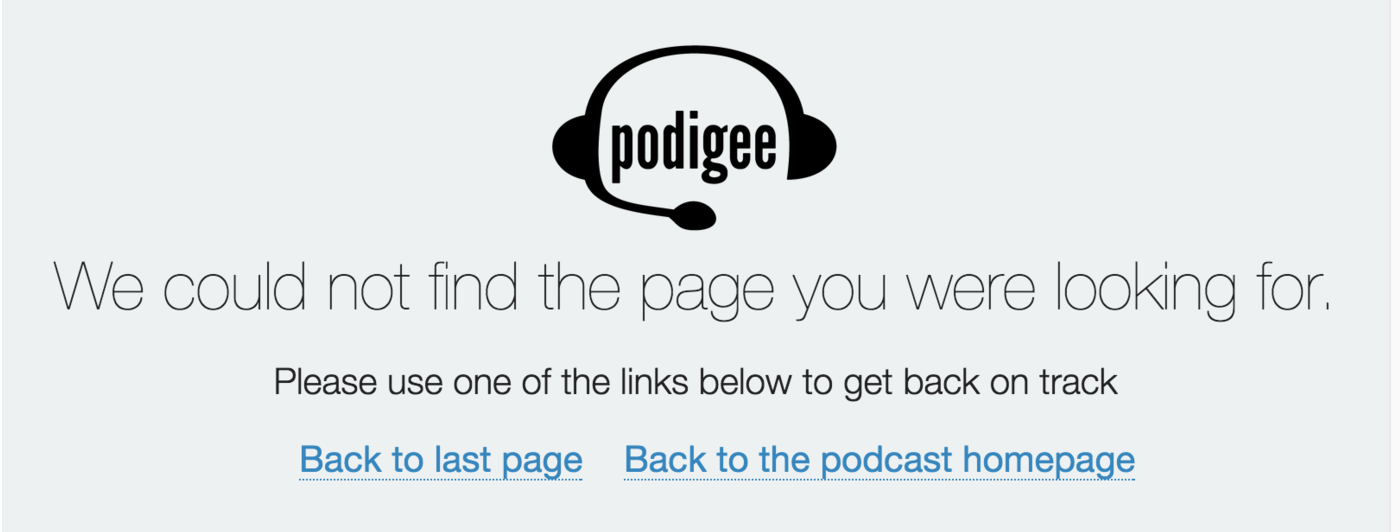 podigee
We could not find the page you were looking for.
Please use one of the links below to get back on track
Back to last page Back to the podcast homepage